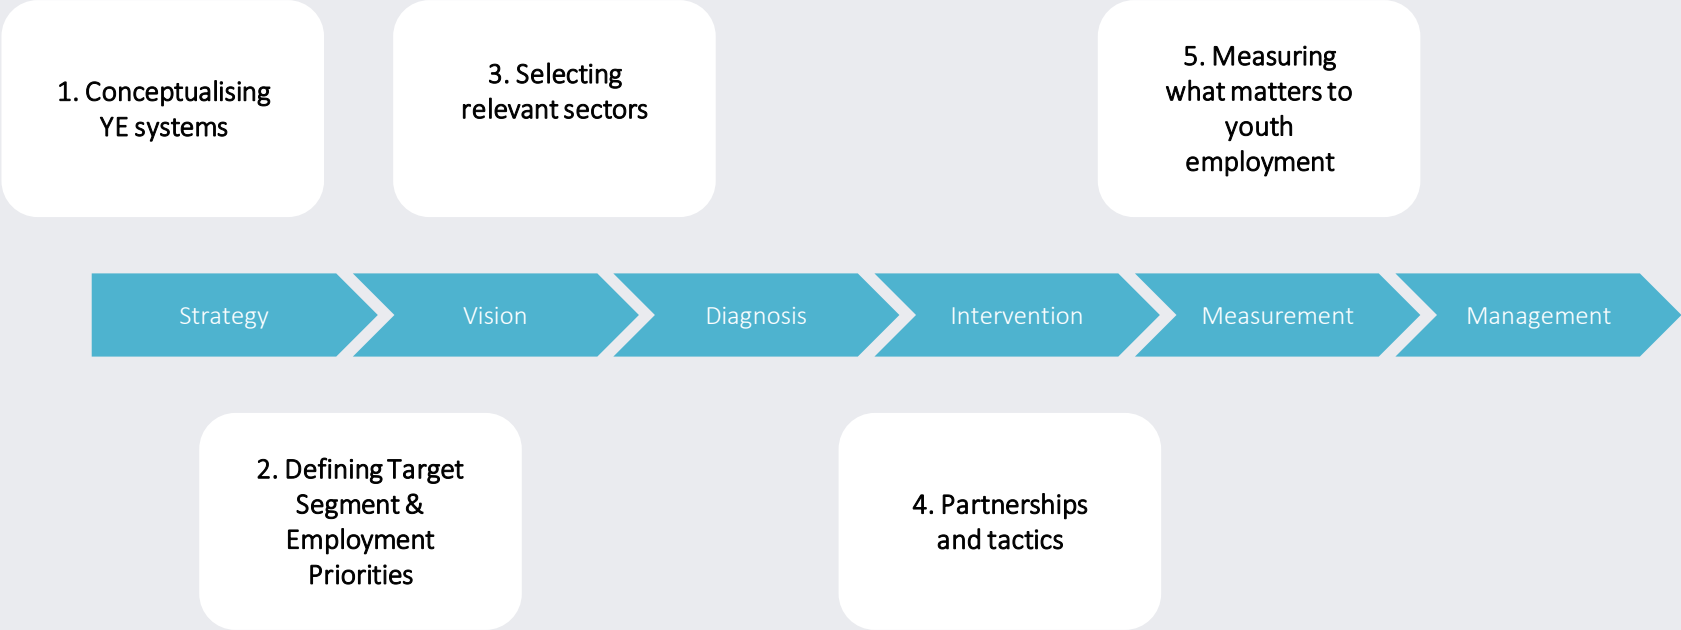 1. Conceptualising
YE systems
3. Selecting
relevant sectors
5. Measuring
what matters to
youth
employment
Strategy
Vision
Diagnosis
Intervention
Measurement
Management
2. Defining Target
Segment &
Employment
Priorities
4. Partnerships
and tactics